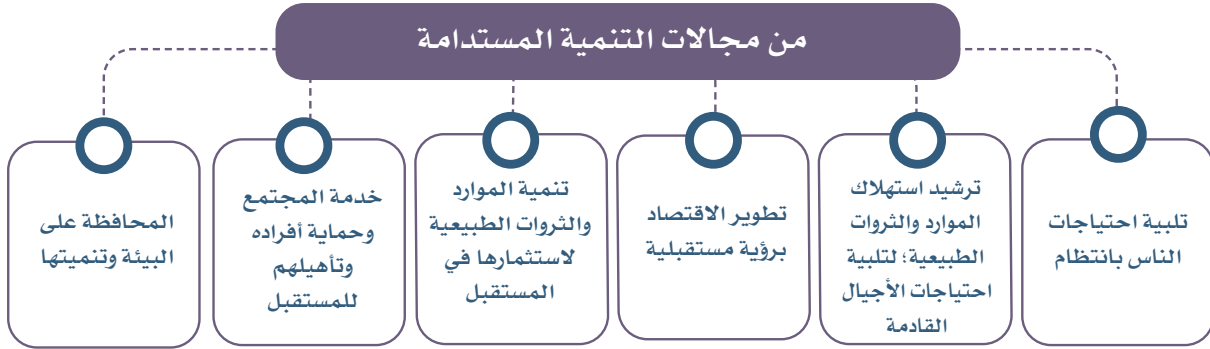 من مجالات التنمية المستدامة
تلبية احتياجات
الناس بانتظام
ترشيد استهلاك
الموارد والثروات
الطبيعية؛ لتلبية
احتياجات الأجيال
القادمة
تطوير الاقتصاد
برؤية مستقبلية
تنمية الموارد
والثروات الطبيعية
لاستثمارها في
المستقبل
خدمة المجتمع
وحماية أفراده
وتأهيلهم
للمستقبل
المحافظة على
البيئة وتنميتها